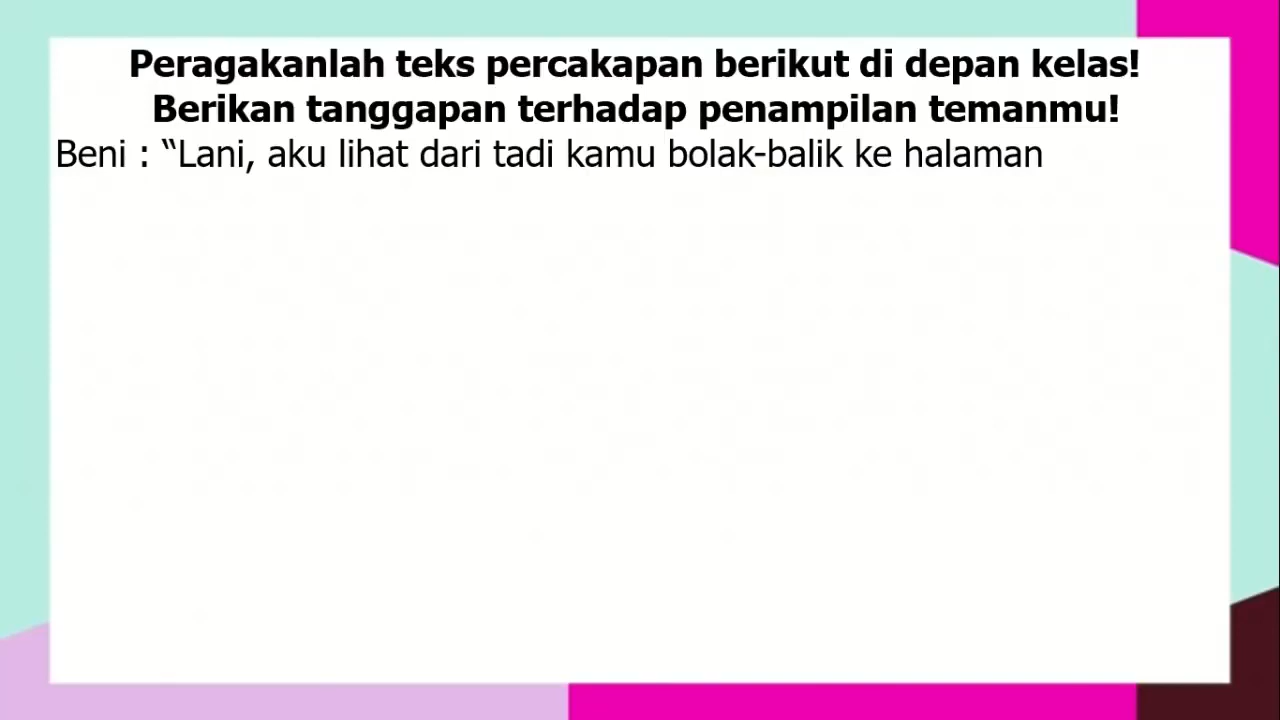 Peragakanlah teks percakapan berikut di depan kelas!
Berikan tanggapan terhadap penampilan temanmu!
Beni : “Lani, aku lihat dari tadi kamu bolak-balik ke halaman